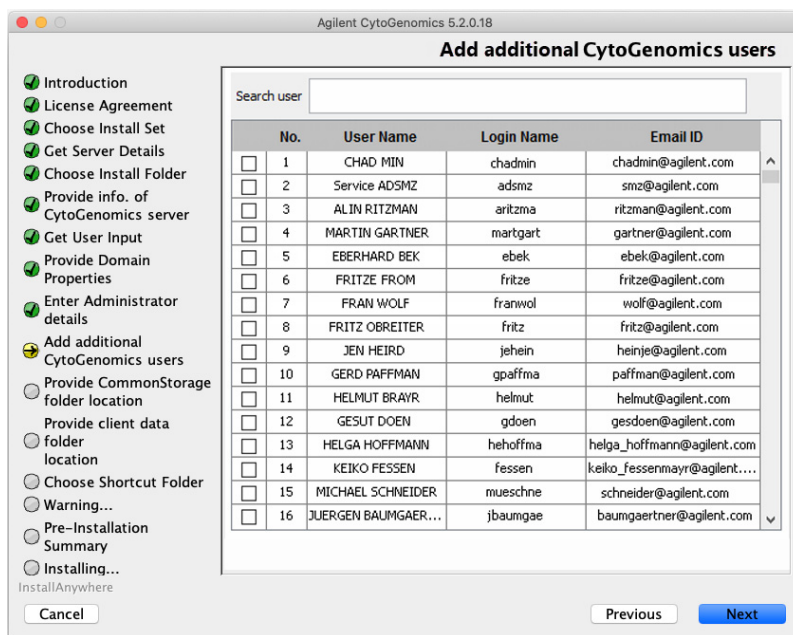 Agilent CytoGenomics 5.2.0.18
Add additional CytoGenomics users
Introduction
License Agreement
Choose Install Set
Get Server Details
Choose Install Folder
Provide info. of
CytoGenomics server
Get User Input
Provide Domain
Properties
Enter Administrator
details
Add additional
CytoGenomics users
Provide CommonStorage
folder location
Provide client data
folder
location
Choose Shortcut Folder
Warning...
Pre-Installation
Summary
Installing...
Search user
No. User Name Login Name Email ID
1 CHAD MIN chadmin chadmin@agilent.com
2 Service ADSMZ adsmz smz@agilent.com
3 ALIN RITZMAN aritzma ritzman@agilent.com
4 MARTIN GARTNER martgart gartner@agilent.com
5 EBERHARD BEK ebek ebek@agilent.com
6 FRITZE FROM fritze fritze@agilent.com
7 FRAN WOLF franwol wolf@agilent.com
8 FRITZ OBREITER fritz fritz@agilent.com
9 JEN HEIRD jehein heinje@agilent.com
10 GERD PAFFMAN gpaffma paffman@agilent.com
11 HELMUT BRAYR helmut helmut@agilent.com
12 GESUT DOEN gdoen gesdoen@agilent.com
13 HELGA HOFFMANN hehoffma helga_hoffmann@agilent.com
14 KEIKO FESSEN fessen keiko_fessenmayr@agilent....
15 MICHAEL SCHNEIDER mueschne schneider@agilent.com
16 JUERGEN BAUMGAER... jbaumgae baumgaertner@agilent.com
InstallAnywhere
Cancel
Previous
Next